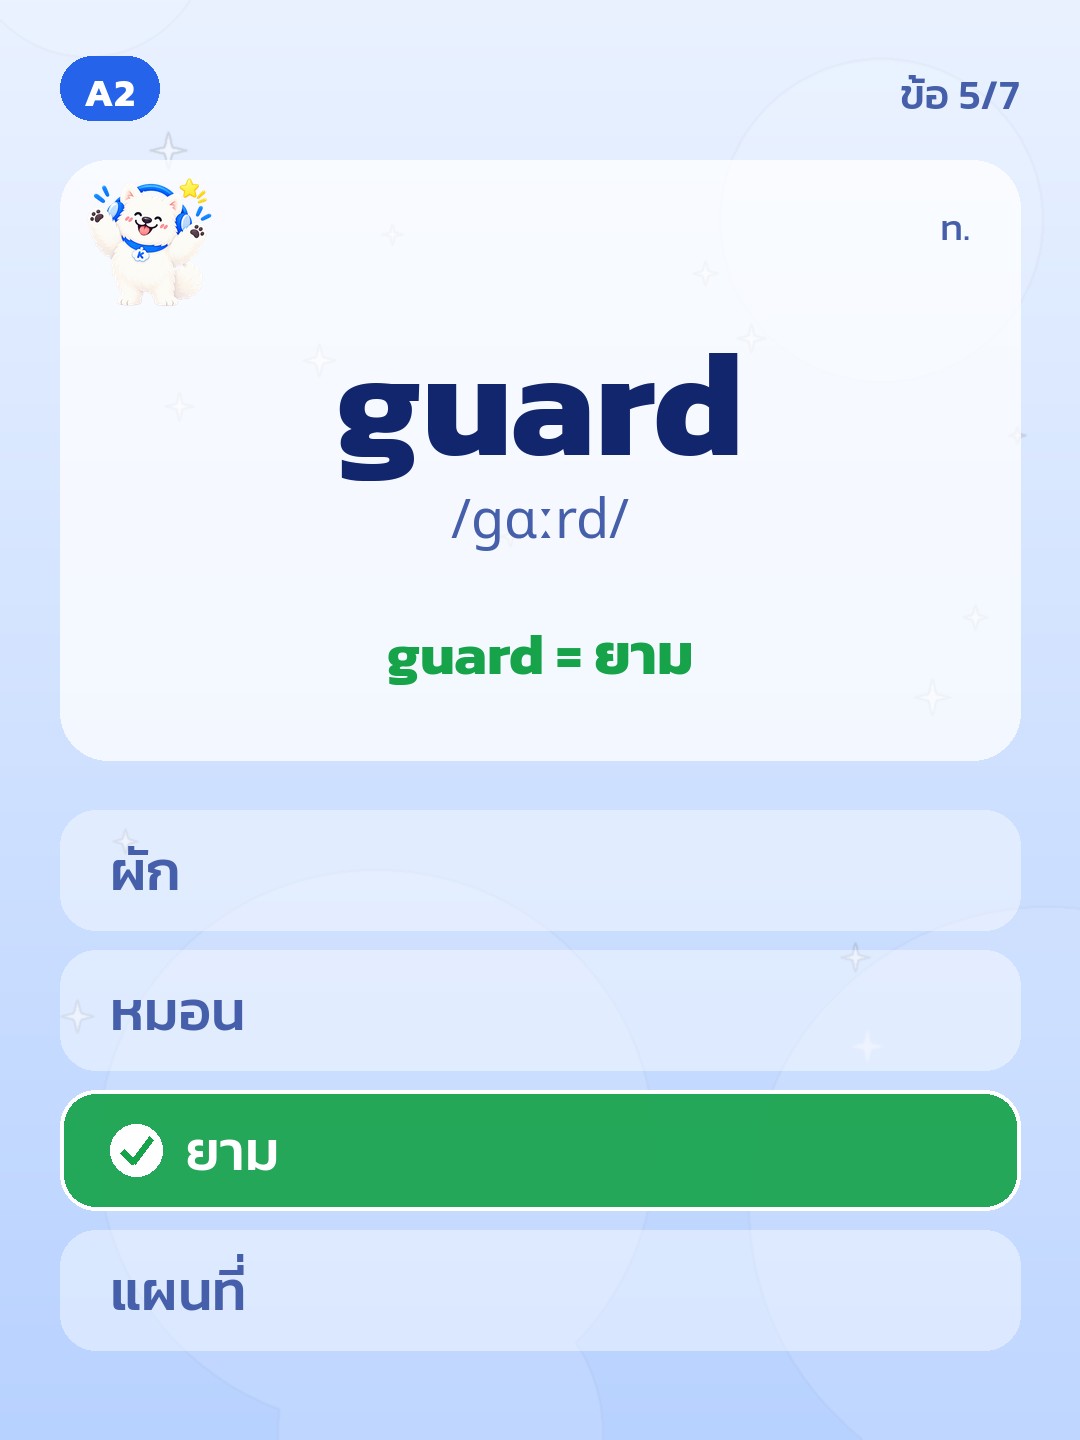 A2
ข้อ 5/7
n.
guard
/gɑːrd/
guard = ยาม
ผัก
หมอน
ยาม
แผนที่